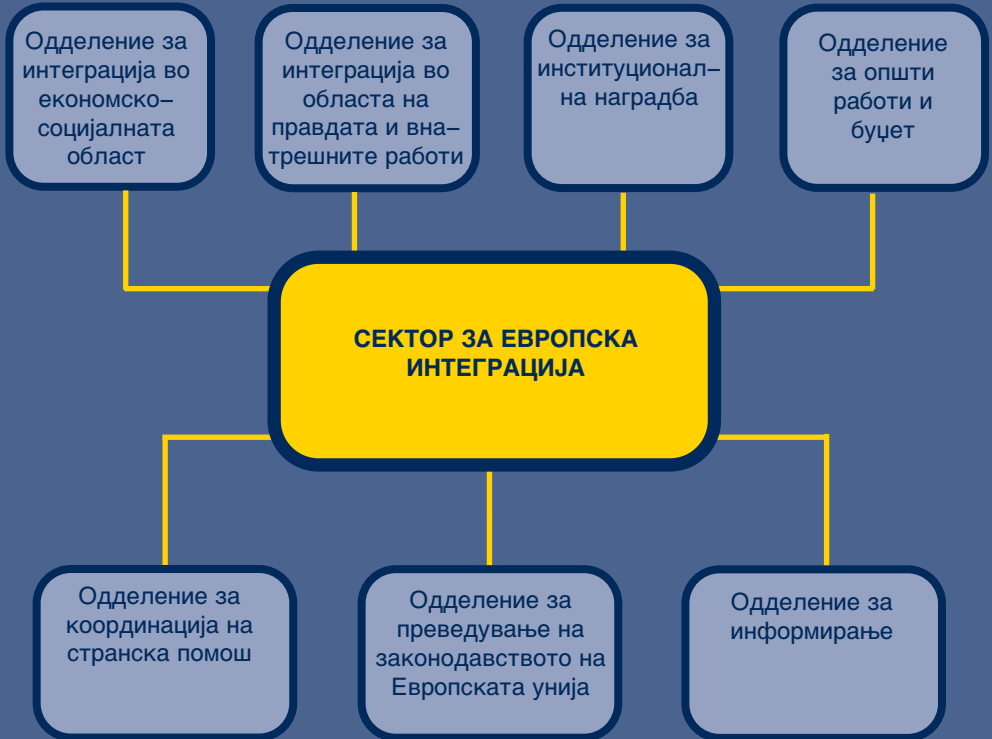 Одделение за
интеграција во
економско–
социјалната
област
Одделение за
интеграција во
областа на
правдата и вна–
трешните работи
Одделение за
институционал–
на наградба
Одделение
за општи
работи и
буџет
СЕКТОР ЗА ЕВРОПСКА
ИНТЕГРАЦИЈА
Одделение за
координација на
странска помош
Одделение за
преведување на
законодавството на
Европската унија
Одделение за
информирање